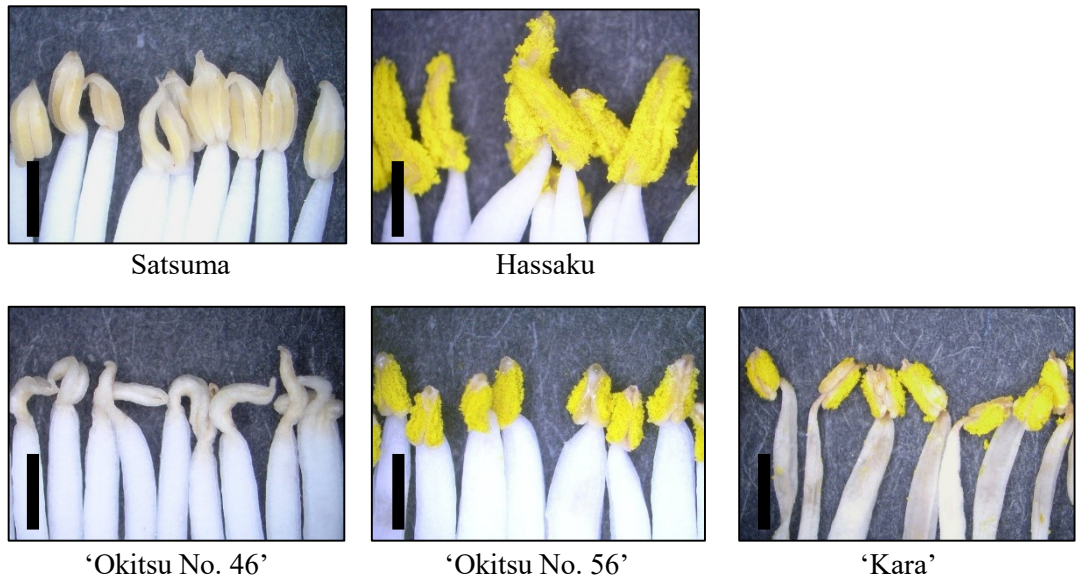 Satsuma
Hassaku
‘Okitsu No. 46’
‘Okitsu No. 56’
‘Kara’